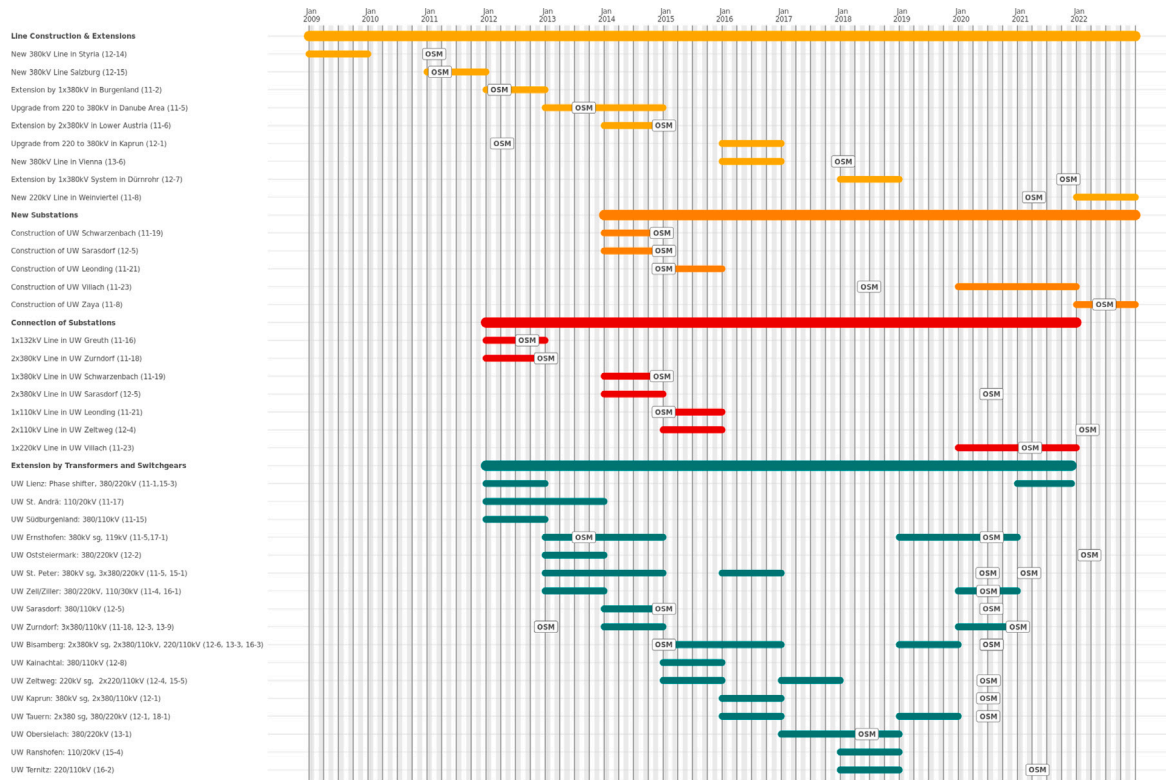 Jan Jan Jan Jan Jan Jan Jan Jan Jan Jan Jan Jan Jan Jan
2009 2010 2011 2012 2013 2014 2015 2016 2017 2018 2019 2020 2021 2022
Line Construction & Extensions
New 380kV Line in Styria (12-14) OSM
New 380kV Line Salzburg (12-15) OSM
Extension by 1x380kV in Burgenland (11-2) OSM
Upgrade from 220 to 380kV in Danube Area (11-5) OSM
Extension by 2x380kV in Lower Austria (11-6) OSM
Upgrade from 220 to 380kV in Kaprun (12-1) OSM
New 380kV Line in Vienna (13-6) OSM
Extension by 1x380kV System in Dürnrohr (12-7) OSM
New 220kV Line in Weinviertel (11-8) OSM
New Substations
Construction of UW Schwarzenbach (11-19) OSM
Construction of UW Sarasdorf (12-5) OSM
Construction of UW Leonding (11-21) OSM
Construction of UW Villach (11-23) OSM
Construction of UW Zaya (11-8) OSM
Connection of Substations
1x132kV Line in UW Greuth (11-16) OSM
2x380kV Line in UW Zurndorf (11-18) OSM
1x380kV Line in UW Schwarzenbach (11-19) OSM
2x380kV Line in UW Sarasdorf (12-5) OSM
1x110kV Line in UW Leonding (11-21) OSM
2x110kV Line in UW Zeltweg (12-4) OSM
1x220kV Line in UW Villach (11-23) OSM
Extension by Transformers and Switchgears
UW Lienz: Phase shifter, 380/220kV (11-1,15-3)
UW St. Andrä: 110/20kV (11-17)
UW Südburgenland: 380/110kV (11-15)
UW Ernsthofen: 380kV sg, 119kV (11-5,17-1) OSM OSM
UW Oststeiermark: 380/220kV (12-2) OSM
UW St. Peter: 380kV sg, 3x380/220kV (11-5, 15-1) OSM OSM
UW Zell/Ziller: 380/220kV, 110/30kV (11-4, 16-1) OSM
UW Sarasdorf: 380/110kV (12-5) OSM OSM
UW Zurndorf: 3x380/110kV (11-18, 12-3, 13-9) OSM OSM
UW Bisamberg: 2x380kV sg, 2x380/110kV, 220/110kV (12-6, 13-3, 16-3) OSM OSM
UW Kainachtal: 380/110kV (12-8)
UW Zeltweg: 220kV sg, 2x220/110kV (12-4, 15-5) OSM
UW Kaprun: 380kV sg, 2x380/110kV (12-1) OSM
UW Tauern: 2x380 sg, 380/220kV (12-1, 18-1) OSM
UW Obersielach: 380/220kV (13-1) OSM
UW Ranshofen: 110/20kV (15-4)
UW Ternitz: 220/110kV (16-2) OSM